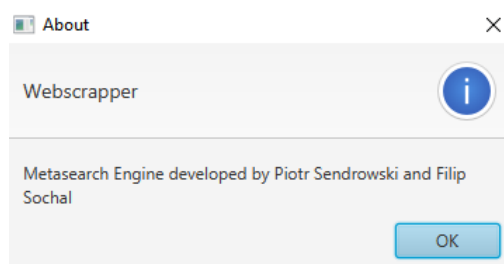 About
Webscrapper
Metasearch Engine developed by Piotr Sendrowski and Filip
Sochal
OK